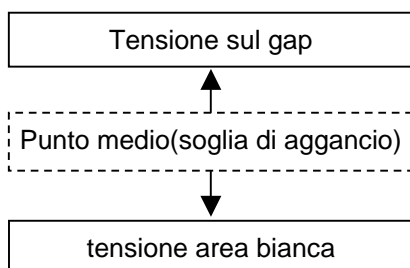 Tensione sul gap
Punto medio(soglia di aggancio)
tensione area bianca